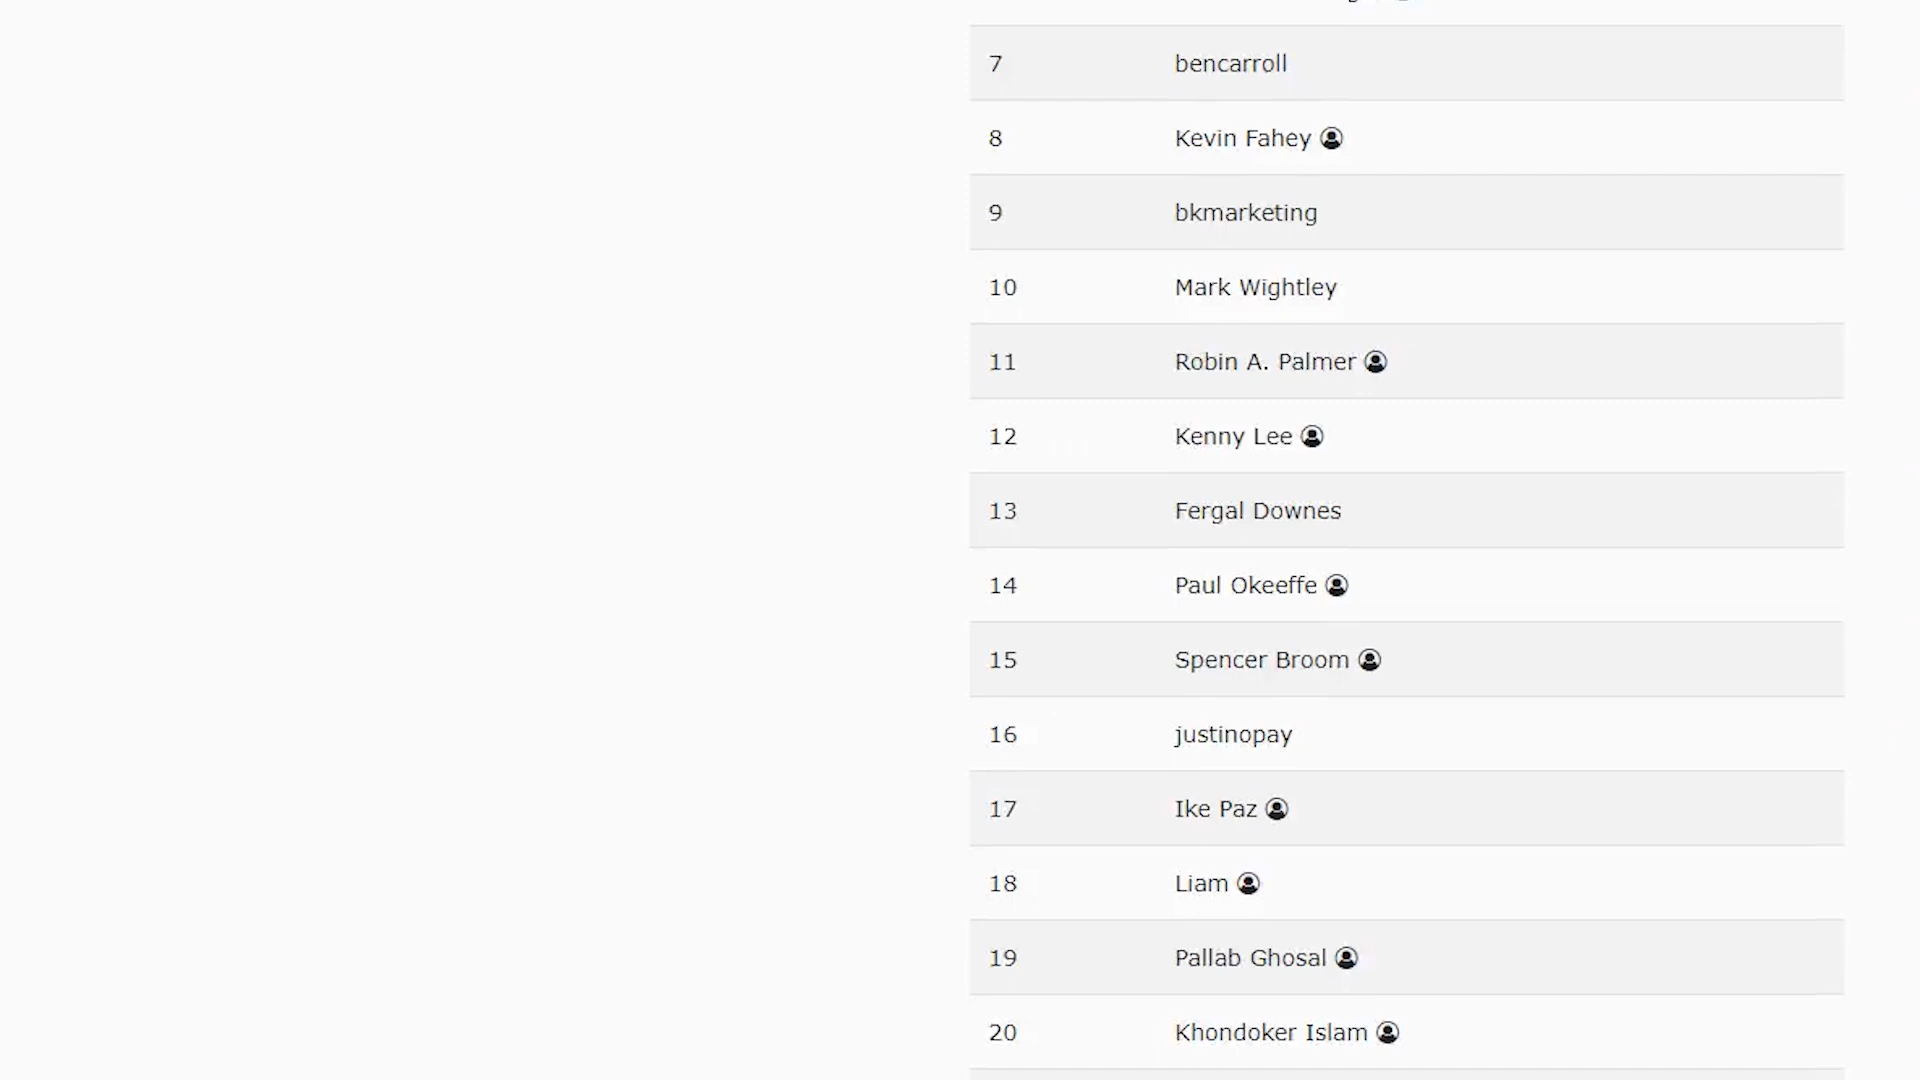 7 bencarroll
8 Kevin Fahey
9 bkmarketing
10 Mark Wightley
11 Robin A. Palmer
12 Kenny Lee
13 Fergal Downes
14 Paul Okeeffe
15 Spencer Broom
16 justinopay
17 Ike Paz
18 Liam
19 Pallab Ghosal
20 Khondoker Islam